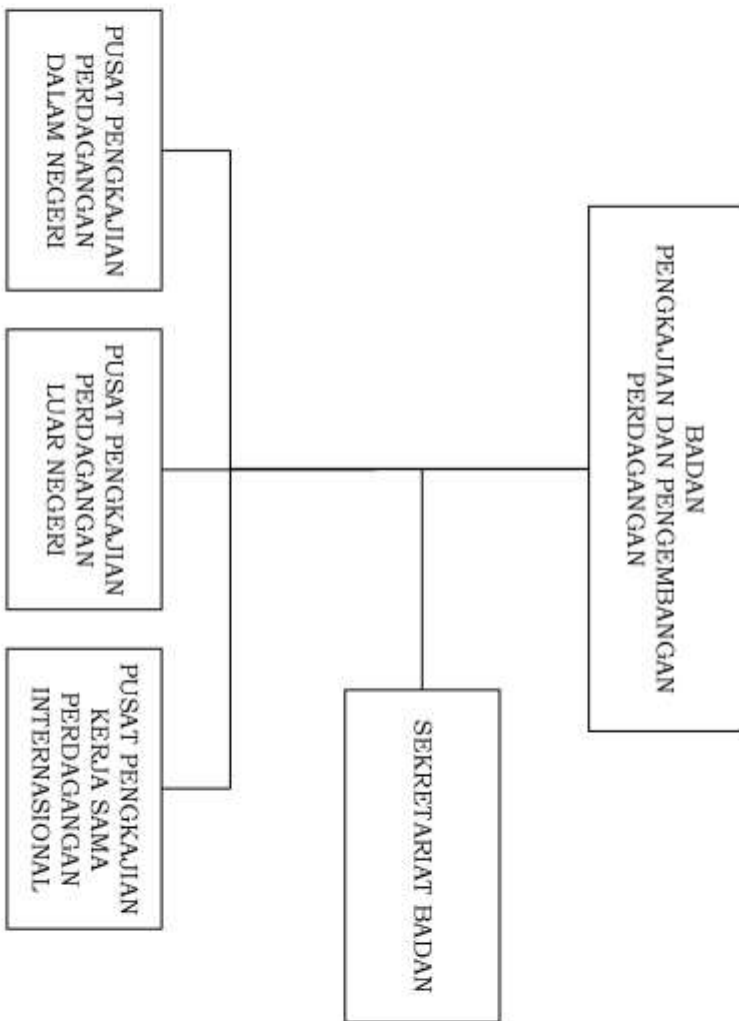 BADAN
PENGKAJIAN DAN PENGEMBANGAN
PERDAGANGAN
SEKRETARIAT BADAN
PUSAT PENGKAJIAN
PERDAGANGAN
DALAM NEGERI
PUSAT PENGKAJIAN
PERDAGANGAN
LUAR NEGERI
PUSAT PENGKAJIAN
KERJA SAMA
PERDAGANGAN
INTERNASIONAL